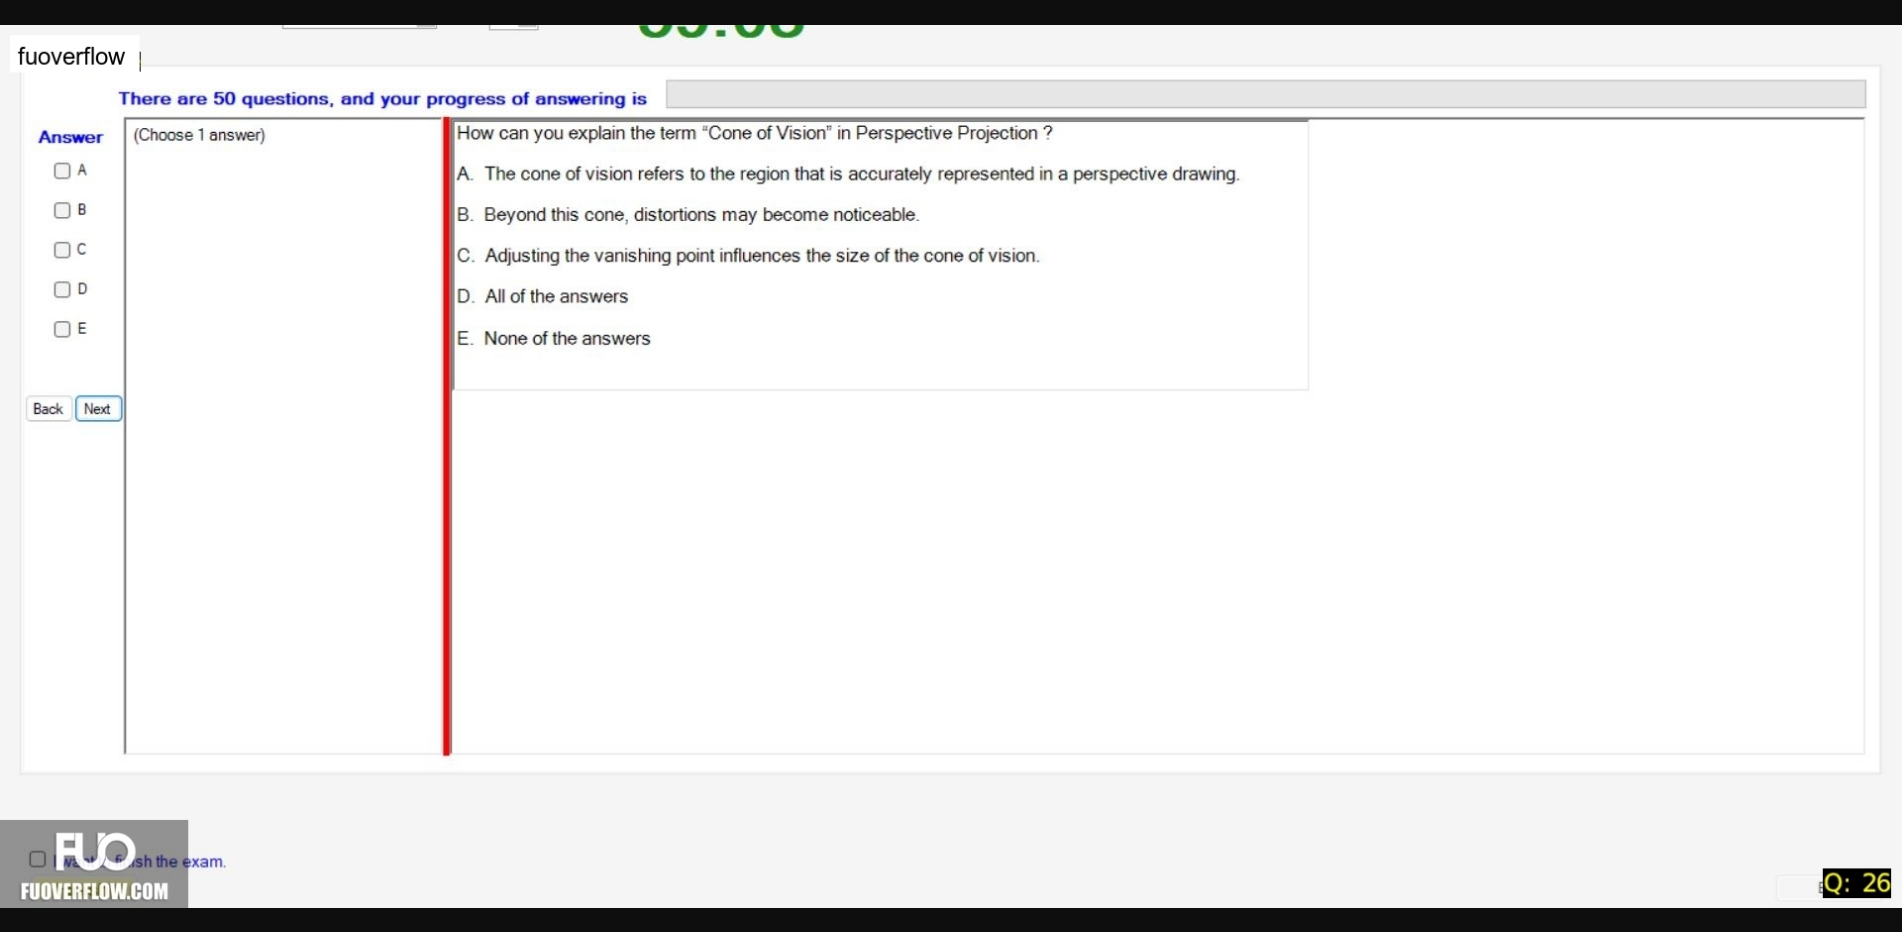 fuoverflow
There are 50 questions, and your progress of answering is
Answer
(Choose 1 answer)
A
B
C
D
E
Back Next
How can you explain the term “Cone of Vision” in Perspective Projection ?
A. The cone of vision refers to the region that is accurately represented in a perspective drawing.
B. Beyond this cone, distortions may become noticeable.
C. Adjusting the vanishing point influences the size of the cone of vision.
D. All of the answers
E. None of the answers
FUO
the exam.
FUOVERFLOW.COM
Q: 26